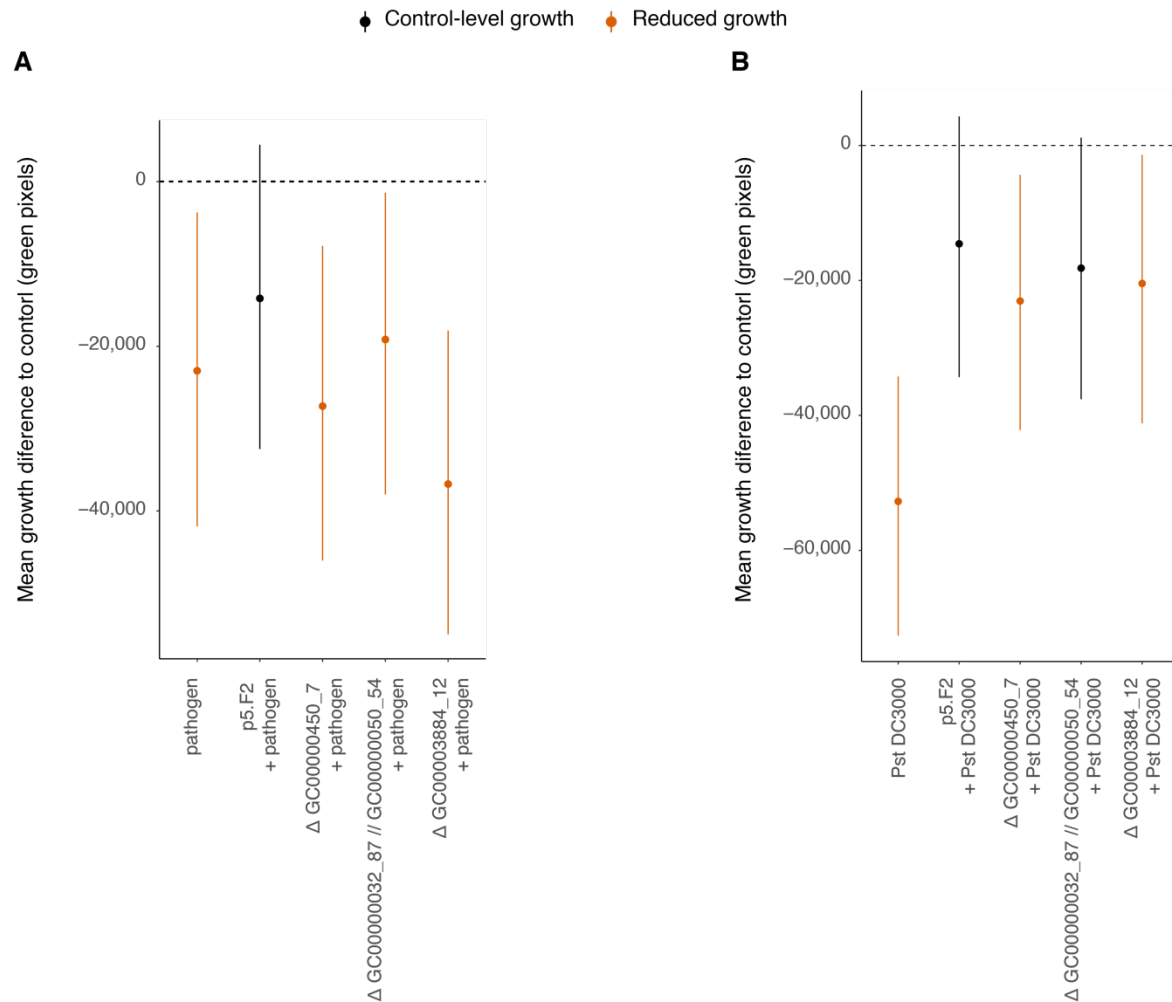 Control-level growth Reduced growth
A
Mean growth diference to contorl (green pixels)
0
−20,000
−40,000
pathogen
p5.F2
+ pathogen
Δ GC00000450_7
+ pathogen
Δ GC00000032_87 // GC00000050_54
+ pathogen
Δ GC00003884_12
+ pathogen
B
Mean growth diference to contorl (green pixels)
0
−20,000
−40,000
−60,000
Pst DC3000
p5.F2
+ Pst DC3000
Δ GC00000450_7
+ Pst DC3000
Δ GC00000032_87 // GC00000050_54
+ Pst DC3000
Δ GC00003884_12
+ Pst DC3000